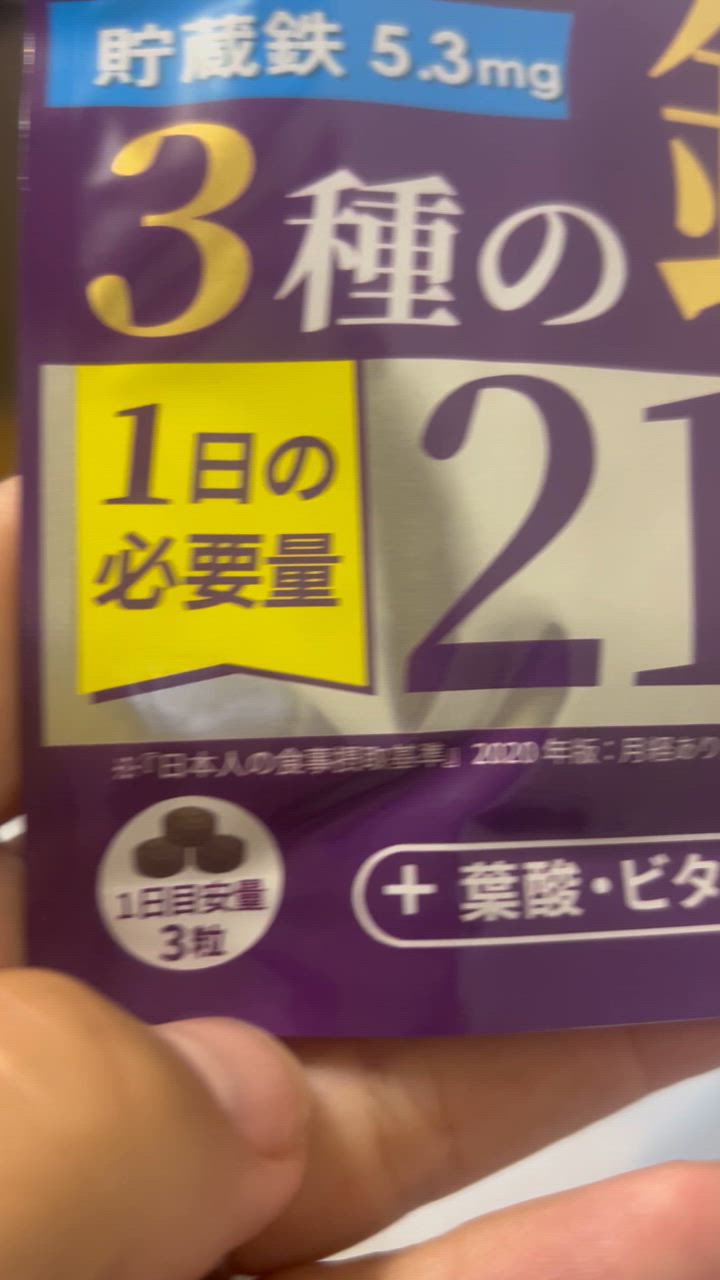 貯蔵鉄 5.3mg
3種の
1日の
必要量
21
※『日本人の食事摂取基準』2020年版:月経あり
1日目安量
3粒
+ 葉酸・ビタ